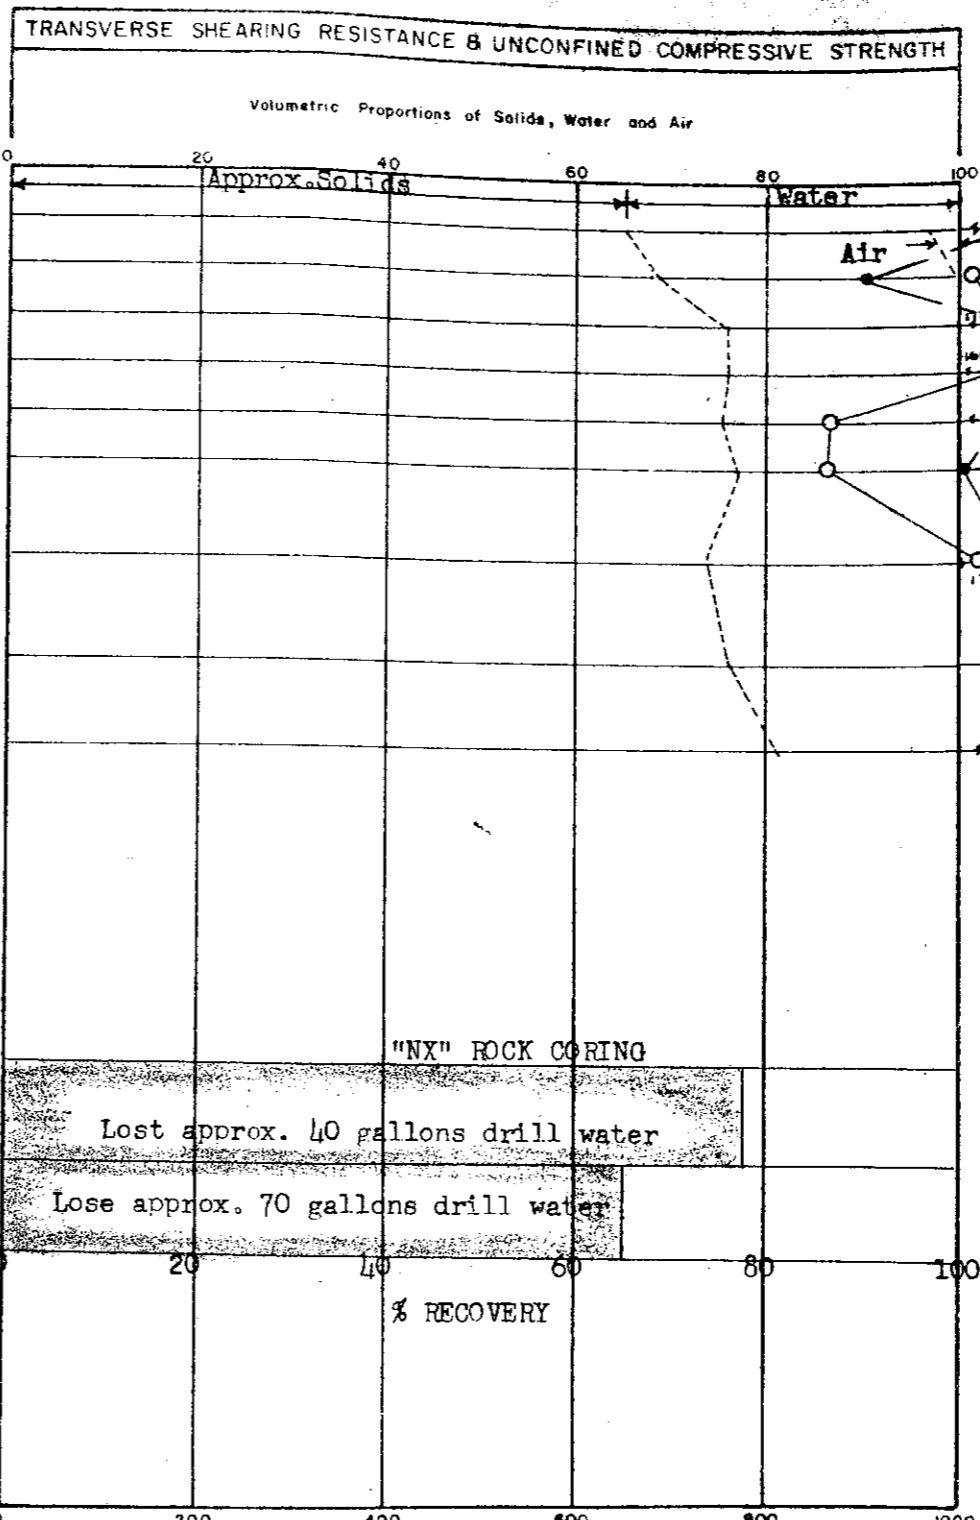 TRANSVERSE SHEARING RESISTANCE & UNCONFINED COMPRESSIVE STRENGTH
Volumetric Proportions of Solids, Water and Air
0 20 40 60 80 100
Approx.Solids Water
Air
"NX" ROCK CORING
Lost approx. 40 gallons drill water
Lose approx. 70 gallons drill water
20 40 60 80 100
% RECOVERY